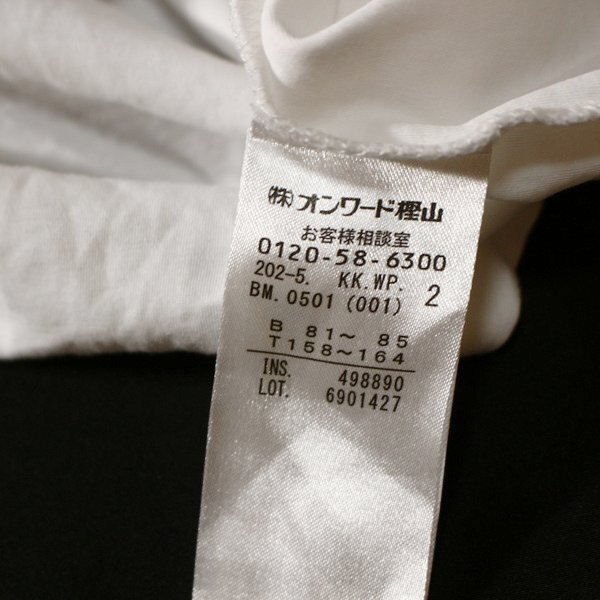 ㈱オンワード樫山
お客様相談室
0120-58-6300
202-5. KK.WP. 2
BM.0501(001)
B 81〜 85
T158〜164
INS. 498890
LOT. 6901427